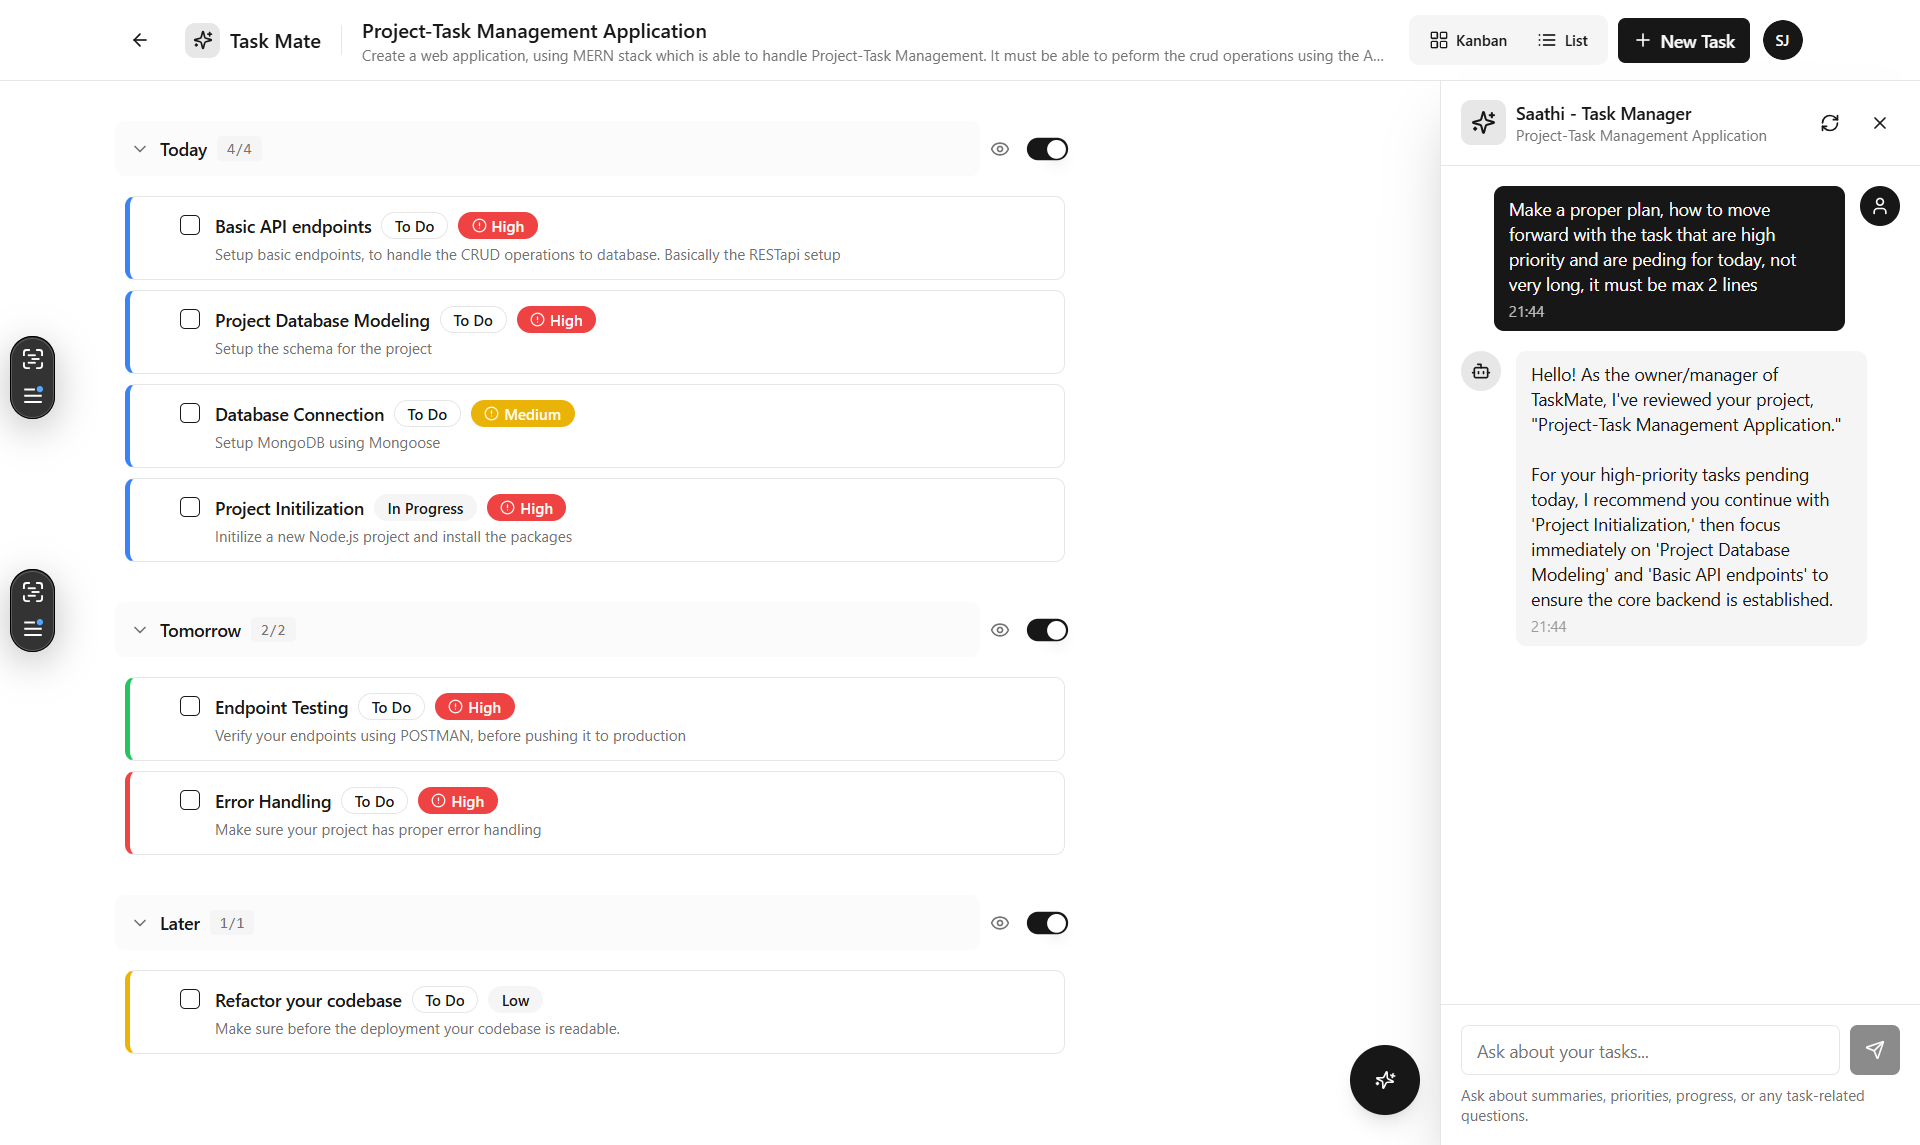 Task Mate
Project-Task Management Application
Create a web application, using MERN stack which is able to handle Project-Task Management. It must be able to peform the crud operations using the A...
Kanban
List
New Task
SJ
Today 4/4
Basic API endpoints To Do High
Setup basic endpoints, to handle the CRUD operations to database. Basically the RESTapi setup
Project Database Modeling To Do High
Setup the schema for the project
Database Connection To Do Medium
Setup MongoDB using Mongoose
Project Initilization In Progress High
Initilize a new Node.js project and install the packages
Tomorrow 2/2
Endpoint Testing To Do High
Verify your endpoints using POSTMAN, before pushing it to production
Error Handling To Do High
Make sure your project has proper error handling
Later 1/1
Refactor your codebase To Do Low
Make sure before the deployment your codebase is readable.
Saathi - Task Manager
Project-Task Management Application
Make a proper plan, how to move
forward with the task that are high
priority and are peding for today, not
very long, it must be max 2 lines
21:44
Hello! As the owner/manager of
TaskMate, I've reviewed your project,
"Project-Task Management Application."
For your high-priority tasks pending
today, I recommend you continue with
'Project Initialization,' then focus
immediately on 'Project Database
Modeling' and 'Basic API endpoints' to
ensure the core backend is established.
21:44
Ask about your tasks...
Ask about summaries, priorities, progress, or any task-related
questions.